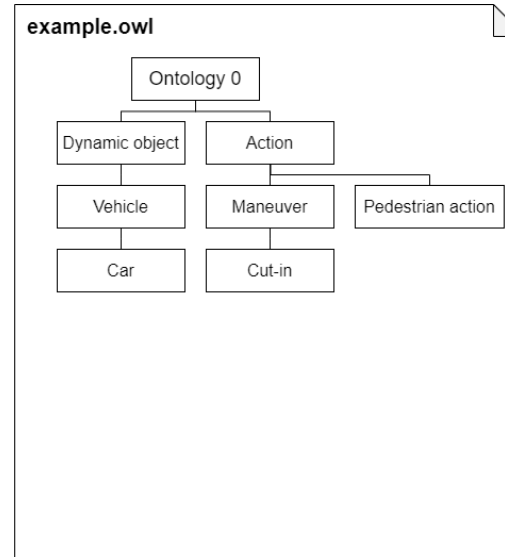 example.owl
Ontology 0
Dynamic object
Action
Vehicle
Maneuver
Pedestrian action
Car
Cut-in